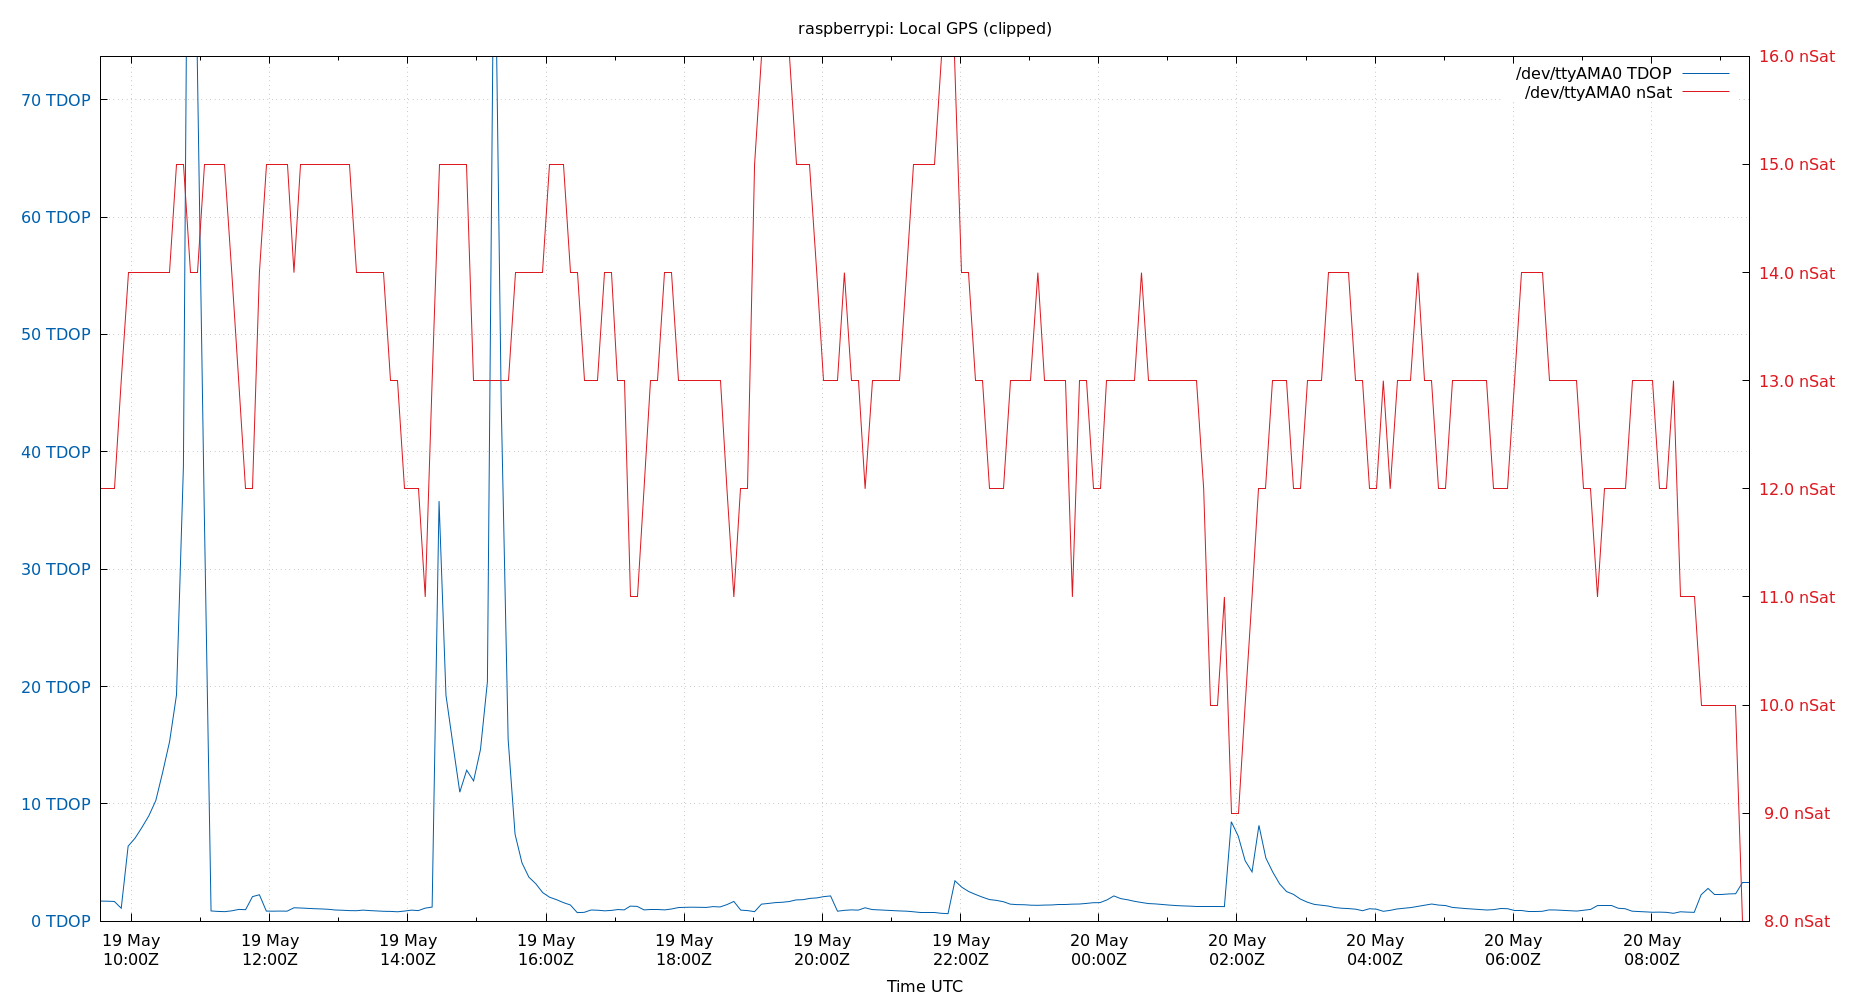 raspberrypi: Local GPS (clipped)
/dev/ttyAMA0 TDOP
/dev/ttyAMA0 nSat
70 TDOP
60 TDOP
50 TDOP
40 TDOP
30 TDOP
20 TDOP
10 TDOP
0 TDOP
16.0 nSat
15.0 nSat
14.0 nSat
13.0 nSat
12.0 nSat
11.0 nSat
10.0 nSat
9.0 nSat
8.0 nSat
19 May
10:00Z
19 May
12:00Z
19 May
14:00Z
19 May
16:00Z
19 May
18:00Z
19 May
20:00Z
19 May
22:00Z
20 May
00:00Z
20 May
02:00Z
20 May
04:00Z
20 May
06:00Z
20 May
08:00Z
Time UTC